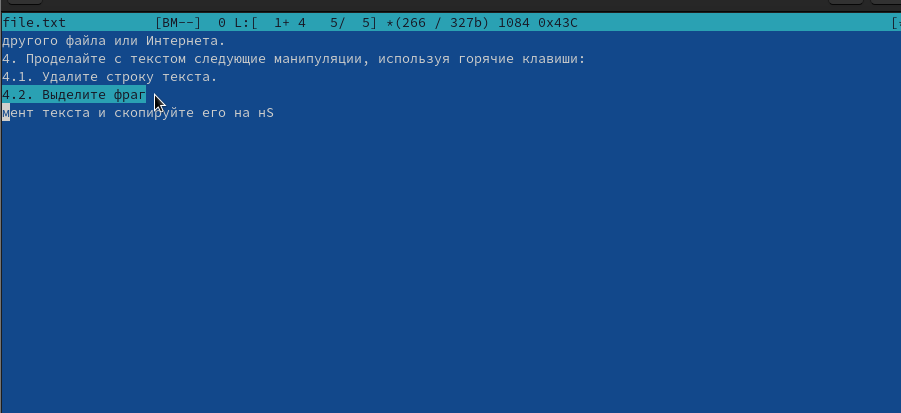 file.txt [BM--] 0 L:[ 1+ 4 5/ 5] *(266 / 327b) 1084 0x43C [
другого файла или Интернета.
4. Проделайте с текстом следующие манипуляции, используя горячие клавиши:
4.1. Удалите строку текста.
4.2. Выделите фраг
мент текста и скопируйте его на нS